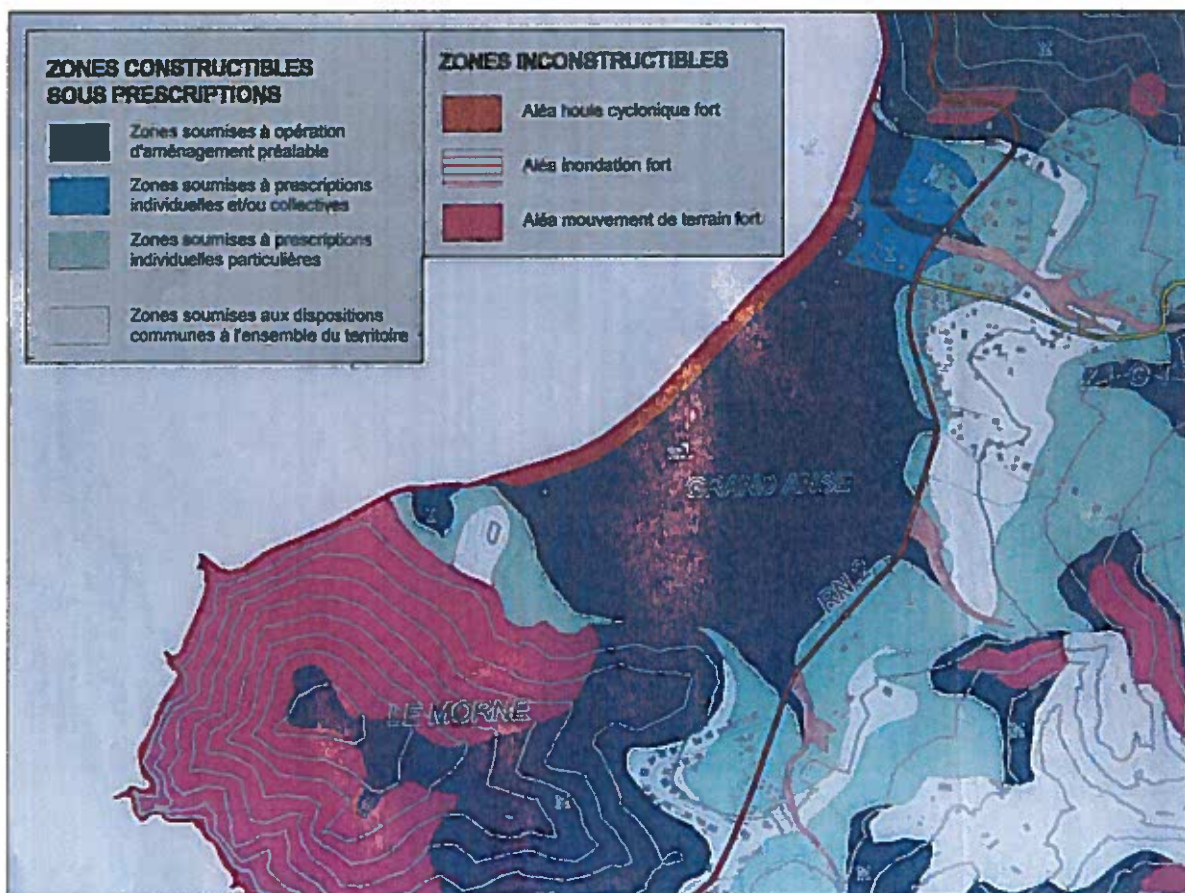 ZONES CONSTRUCTIBLES
SOUS PRESCRIPTIONS
Zones soumises à opération
d'aménagement préalable
Zones soumises à prescriptions
individuelles et/ou collectives
Zones soumises à prescriptions
individuelles particulières
Zones soumises aux dispositions
communes à l'ensemble du territoire
ZONES INCONSTRUCTIBLES
Aléa houle cyclonique fort
Aléa inondation fort
Aléa mouvement de terrain fort
GRAND ANSE
RN 2
LE MORNE